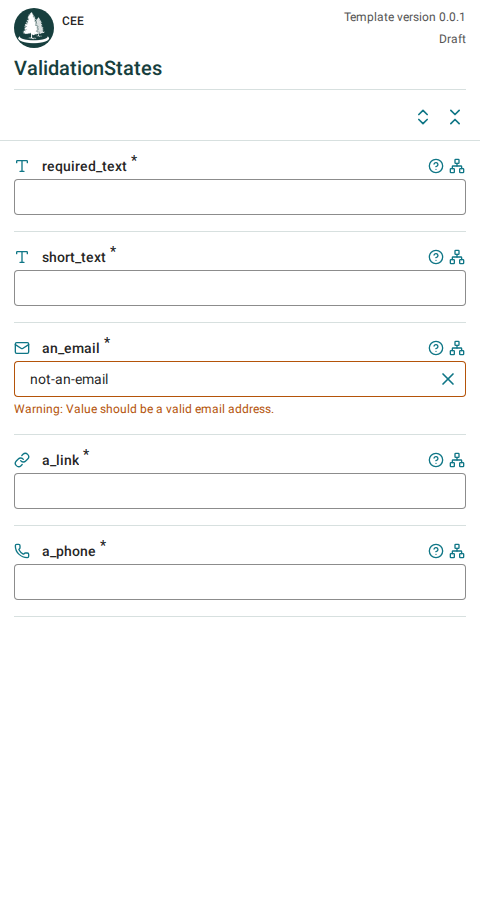 CEE
Template version 0.0.1
Draft
ValidationStates
required_text *
short_text *
an_email *
not-an-email
Warning: Value should be a valid email address.
a_link *
a_phone *